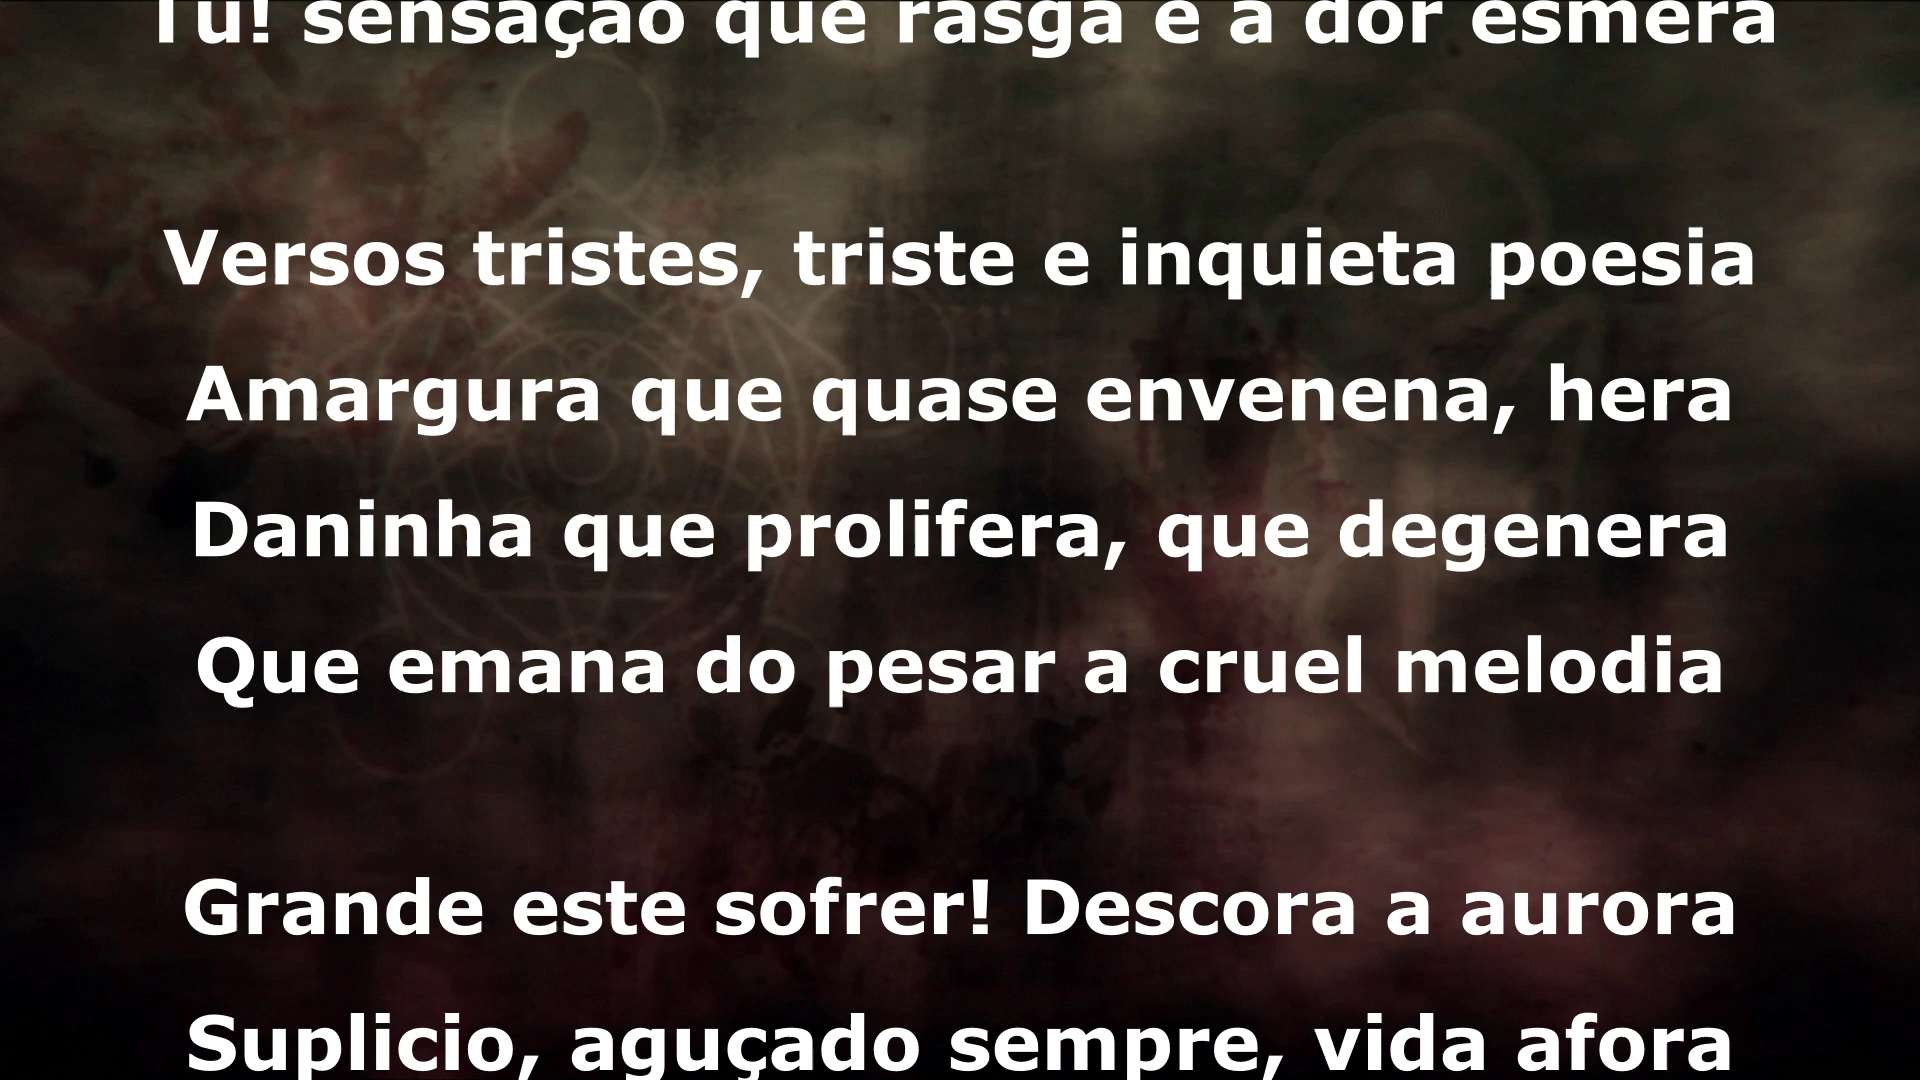 Tu! sensação que rasga e a dor esmera
Versos tristes, triste e inquieta poesia
Amargura que quase envenena, hera
Daninha que prolifera, que degenera
Que emana do pesar a cruel melodia
Grande este sofrer! Descora a aurora
Suplicio, aguçado sempre, vida afora